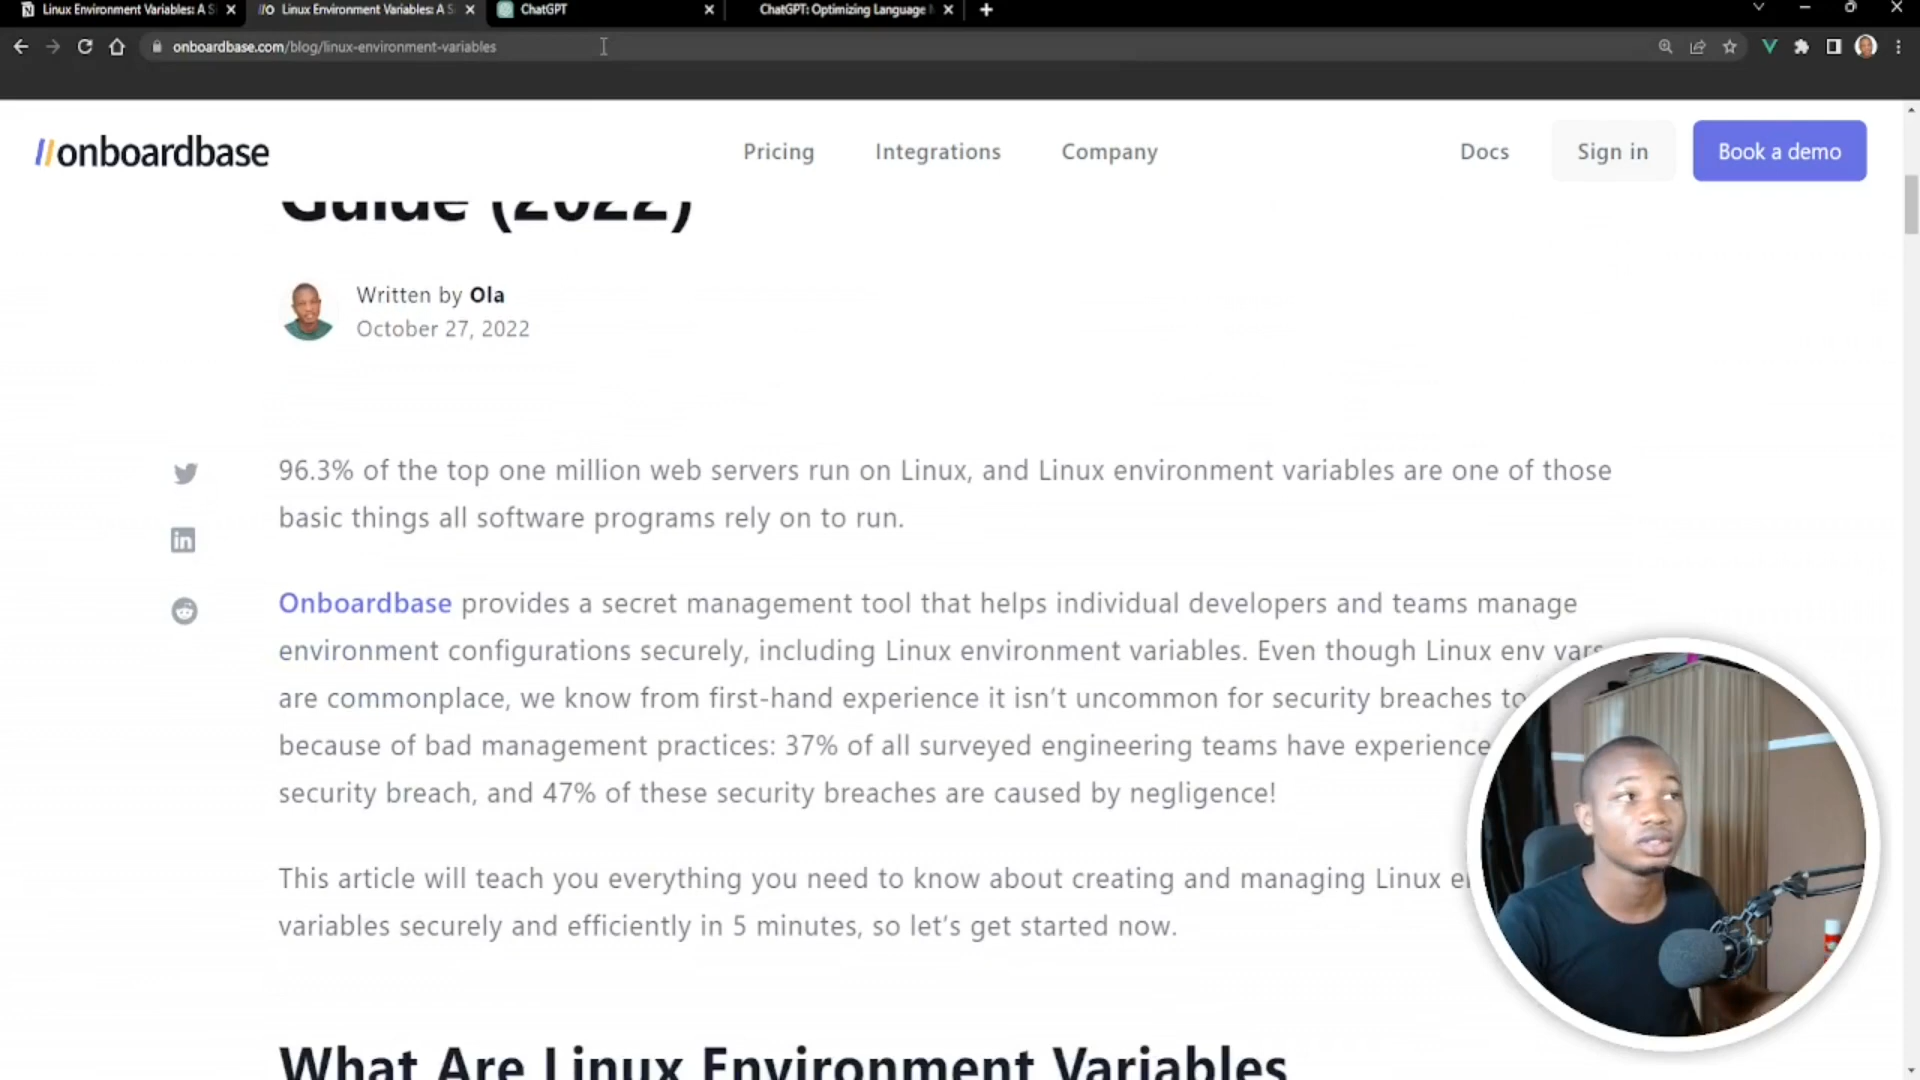 Linux Environment Variables: A S
Linux Environment Variables: A S
ChatGPT
ChatGPT: Optimizing Language
onboardbase.com/blog/linux-environment-variables
//onboardbase
Pricing
Integrations
Company
Docs
Sign in
Book a demo
Guide (2022)
Written by Ola
October 27, 2022
96.3% of the top one million web servers run on Linux, and Linux environment variables are one of those
basic things all software programs rely on to run.
Onboardbase provides a secret management tool that helps individual developers and teams manage
environment configurations securely, including Linux environment variables. Even though Linux env vars
are commonplace, we know from first-hand experience it isn’t uncommon for security breaches to
because of bad management practices: 37% of all surveyed engineering teams have experience
security breach, and 47% of these security breaches are caused by negligence!
This article will teach you everything you need to know about creating and managing Linux
variables securely and efficiently in 5 minutes, so let’s get started now.
What Are Linux Environment Variables